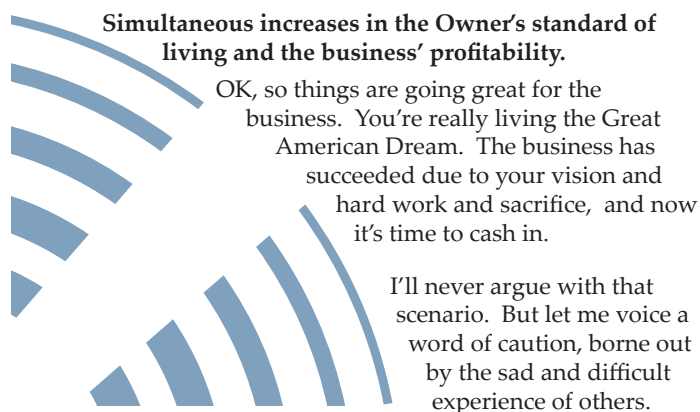 Simultaneous increases in the Owner’s standard of
living and the business’ profitability.
OK, so things are going great for the
business. You’re really living the Great
American Dream. The business has
succeeded due to your vision and
hard work and sacrifice, and now
it’s time to cash in.
I’ll never argue with that
scenario. But let me voice a
word of caution, borne out
by the sad and difficult
experience of others.